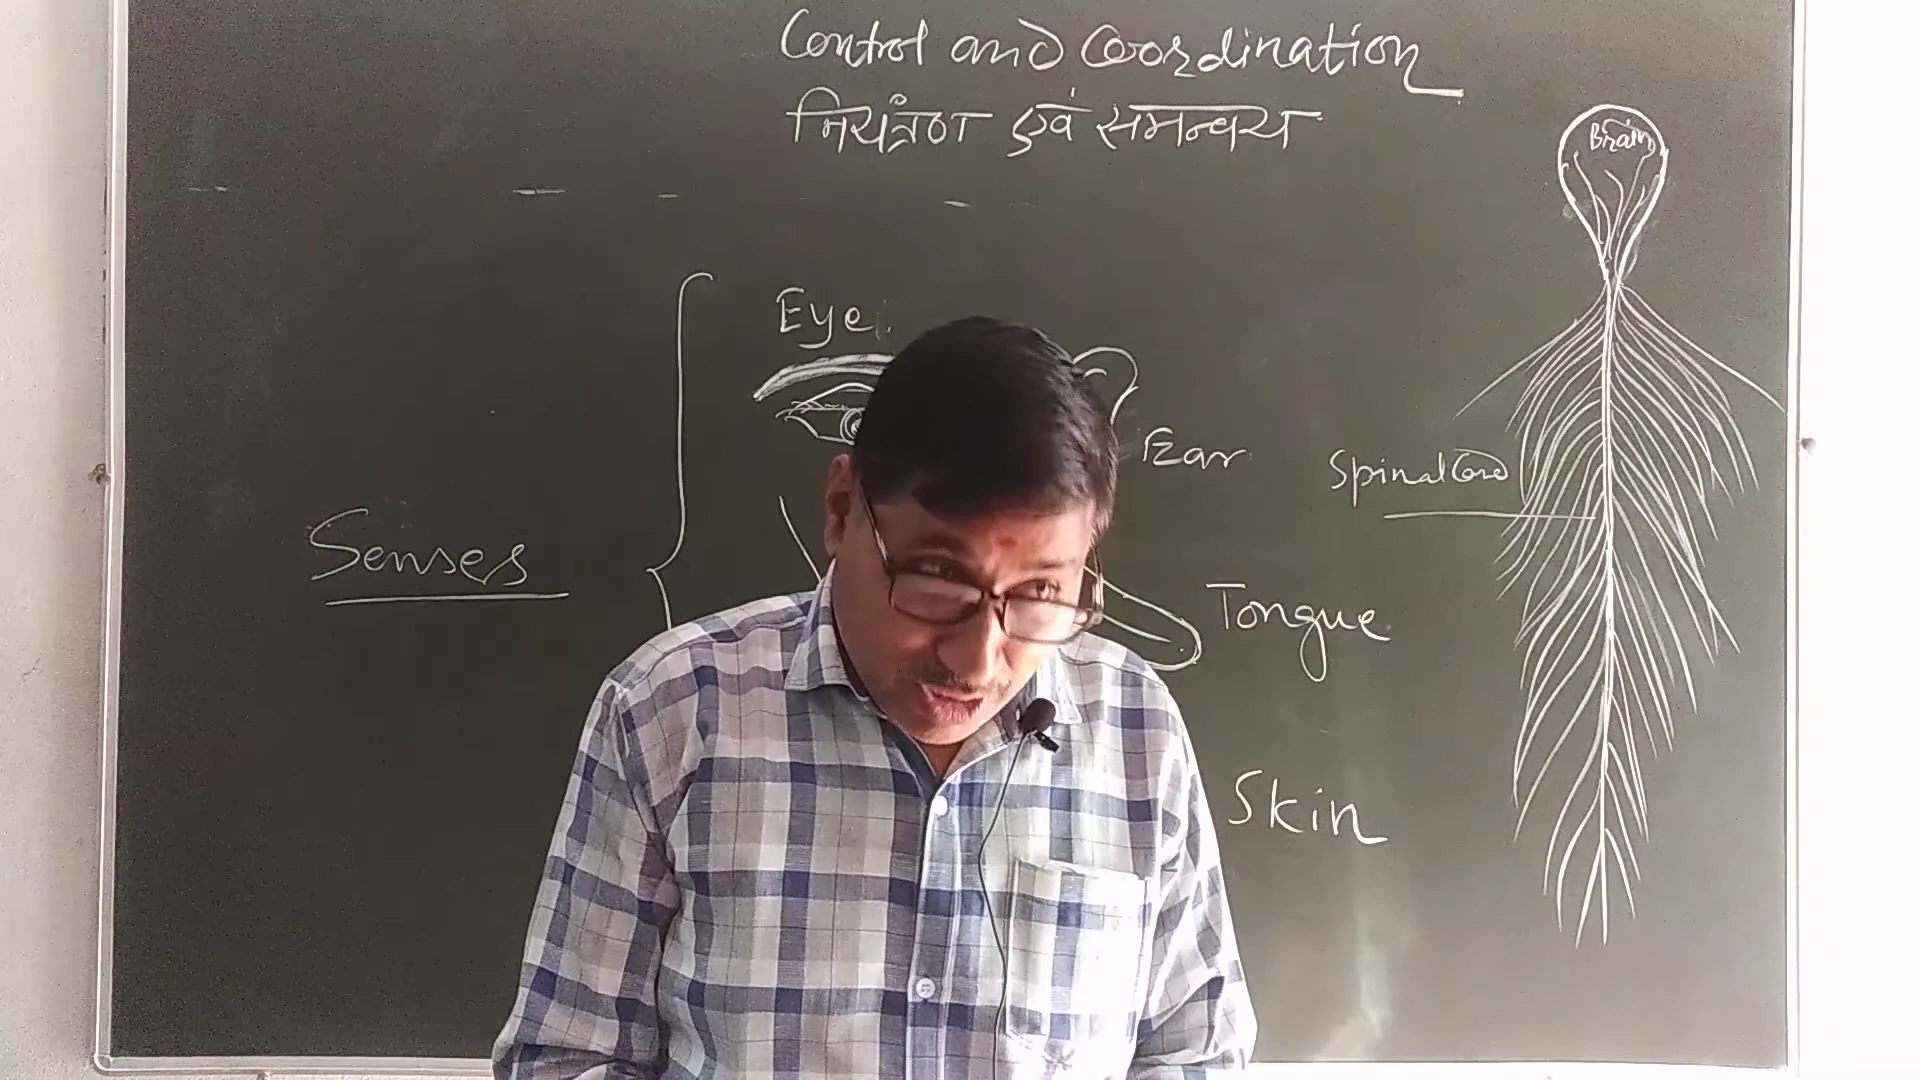 Control and Coordination
नियंत्रण एवं समन्वय
Brain
Eye
Ear
Spinal Cord
Senses
Tongue
Skin